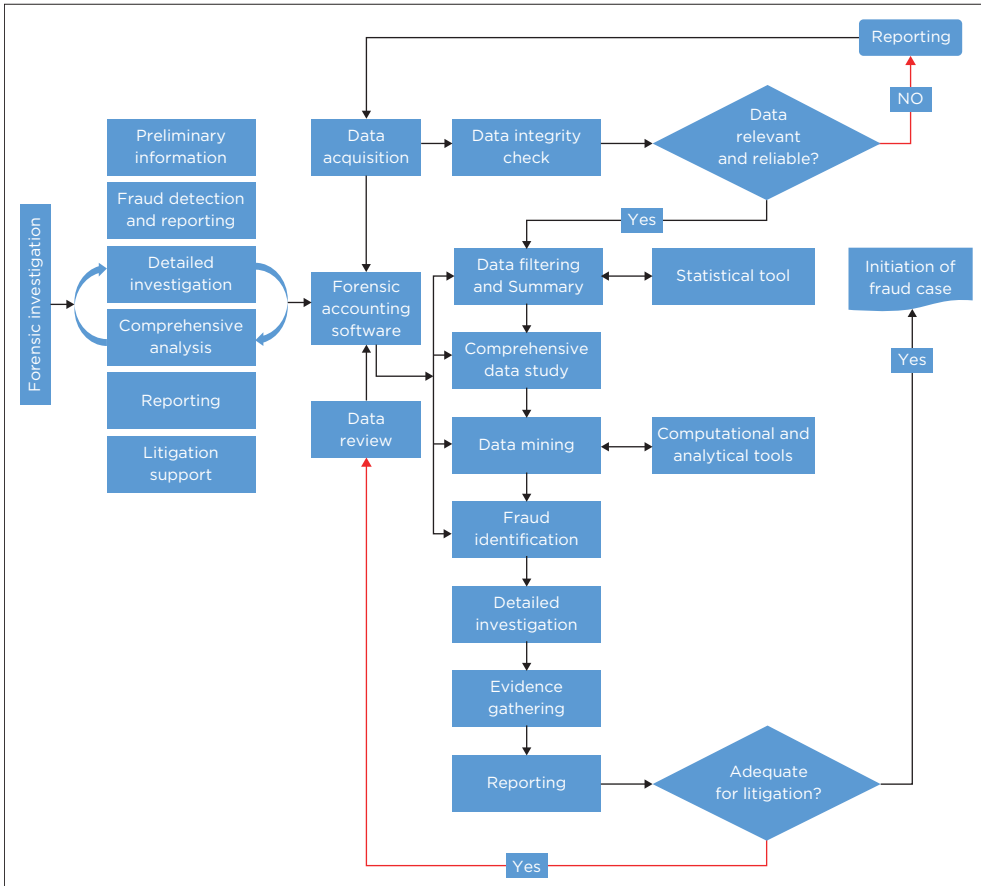 Forensic investigation
Preliminary
information
Fraud detection
and reporting
Detailed
investigation
Comprehensive
analysis
Reporting
Litigation
support
Data
acquisition
Forensic
accounting
software
Data
review
Data integrity
check
Data
relevant
and reliable?
NO
Reporting
Yes
Data filtering
and Summary
Statistical tool
Comprehensive
data study
Data mining
Computational and
analytical tools
Fraud
identification
Detailed
investigation
Evidence
gathering
Reporting
Adequate
for litigation?
Yes
Initiation of
fraud case
Yes